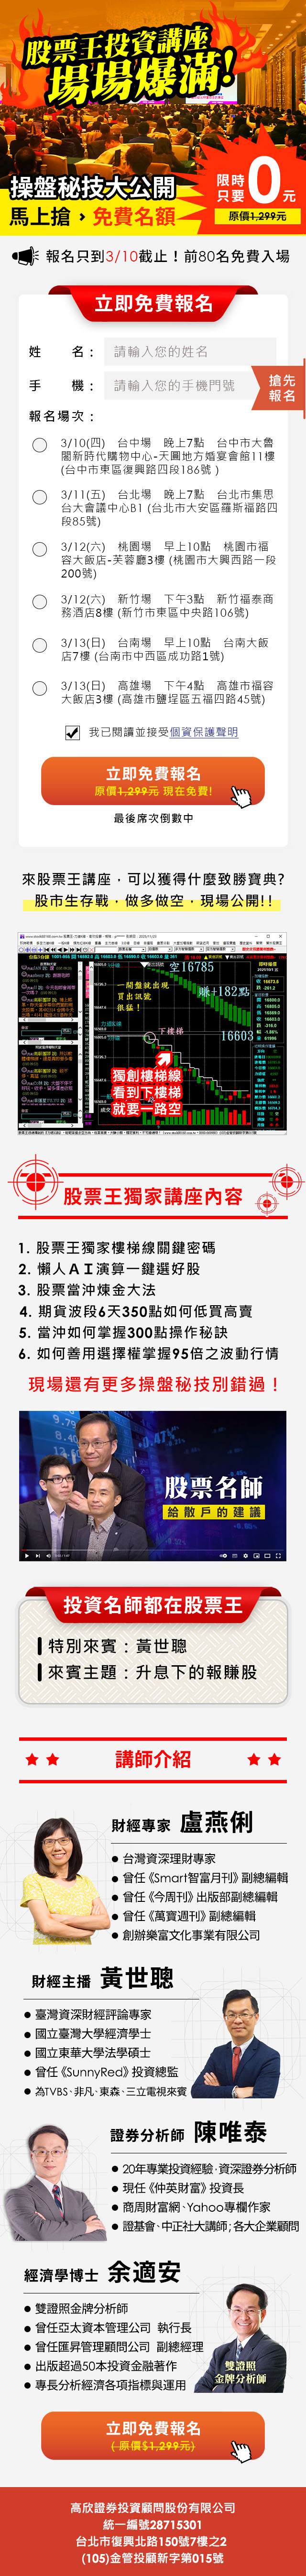 股票王投資講座
場場爆滿!
操盤秘技大公開
馬上搶 > 免費名額
限時
只要 0 元
原價1,299元
報名只到3/10截止！前80名免費入場
立即免費報名
姓 名： 請輸入您的姓名
手 機： 請輸入您的手機門號
搶先
報名
報名場次：
3/10(四) 台中場 晚上7點 台中市大魯
閣新時代購物中心-天圓地方婚宴會館11樓
(台中市東區復興路四段186號 )
3/11(五) 台北場 晚上7點 台北市集思
台大會議中心B1 (台北市大安區羅斯福路四
段85號)
3/12(六) 桃園場 早上10點 桃園市福
容大飯店-芙蓉廳3樓 (桃園市大興西路一段
200號)
3/12(六) 新竹場 下午3點 新竹福泰商
務酒店8樓 (新竹市東區中央路106號)
3/13(日) 台南場 早上10點 台南大飯
店7樓 (台南市中西區成功路1號)
3/13(日) 高雄場 下午4點 高雄市福容
大飯店3樓 (高雄市鹽埕區五福四路45號)
我已閱讀並接受個資保護聲明
立即免費報名
原價1,299元 現在免費!
最後席次倒數中
來股票王講座，可以獲得什麼致勝寶典?
股市生存戰，做多做空，現場公開!!
空16785
一開盤就出現
買出訊號
很猛！
賺+182點
下樓梯
16603
獨創樓梯線
看到下樓梯
就要一路空
股票王獨家講座內容
1. 股票王獨家樓梯線關鍵密碼
2. 懶人ＡＩ演算一鍵選好股
3. 股票當沖煉金大法
4. 期貨波段6天350點如何低買高賣
5. 當沖如何掌握300點操作秘訣
6. 如何善用選擇權掌握95倍之波動行情
現場還有更多操盤秘技別錯過！
股票名師
給散戶的建議
投資名師都在股票王
特別來賓：黃世聰
來賓主題：升息下的報賺股
講師介紹
財經專家 盧燕俐
● 台灣資深理財專家
● 曾任《Smart智富月刊》副總編輯
● 曾任《今周刊》出版部副總編輯
● 曾任《萬寶週刊》副總編輯
● 創辦樂富文化事業有限公司
財經主播 黃世聰
● 臺灣資深財經評論專家
● 國立臺灣大學經濟學士
● 國立東華大學法學碩士
● 曾任《SunnyRed》投資總監
● 為TVBS、非凡、東森、三立電視來賓
證券分析師 陳唯泰
● 20年專業投資經驗，資深證券分析師
● 現任《仲英財富》投資長
● 商周財富網、Yahoo專欄作家
● 證基會、中正社大講師；各大企業顧問
經濟學博士 余適安
● 雙證照金牌分析師
● 曾任亞太資本管理公司 執行長
● 曾任匯昇管理顧問公司 副總經理
● 出版超過50本投資金融著作
● 專長分析經濟各項指標與運用
雙證照
金牌分析師
立即免費報名
( 原價$1,299元)
高欣證券投資顧問股份有限公司
統一編號28715301
台北市復興北路150號7樓之2
(105)金管投顧新字第015號